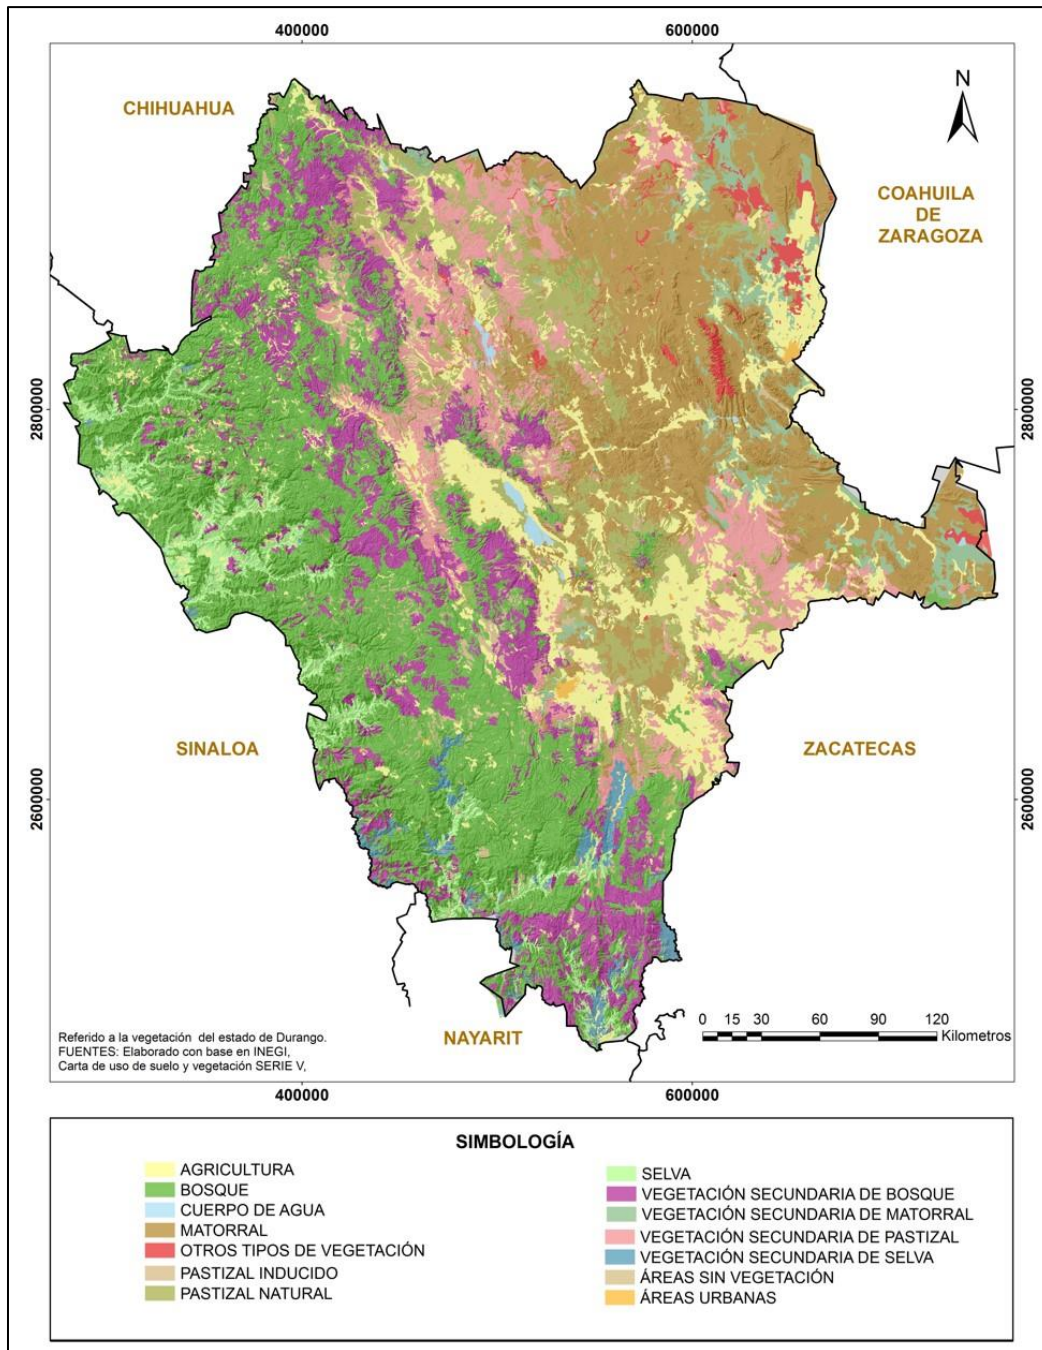 400000
600000
CHIHUAHUA
N
COAHUILA
DE
ZARAGOZA
2800000
2800000
SINALOA
ZACATECAS
2600000
2600000
NAYARIT
0 15 30 60 90 120
Kilometros
Referido a la vegetación del estado de Durango.
FUENTES: Elaborado con base en INEGI,
Carta de uso de suelo y vegetación SERIE V,
400000
600000
SIMBOLOGÍA
AGRICULTURA
BOSQUE
CUERPO DE AGUA
MATORRAL
OTROS TIPOS DE VEGETACIÓN
PASTIZAL INDUCIDO
PASTIZAL NATURAL
SELVA
VEGETACIÓN SECUNDARIA DE BOSQUE
VEGETACIÓN SECUNDARIA DE MATORRAL
VEGETACIÓN SECUNDARIA DE PASTIZAL
VEGETACIÓN SECUNDARIA DE SELVA
ÁREAS SIN VEGETACIÓN
ÁREAS URBANAS